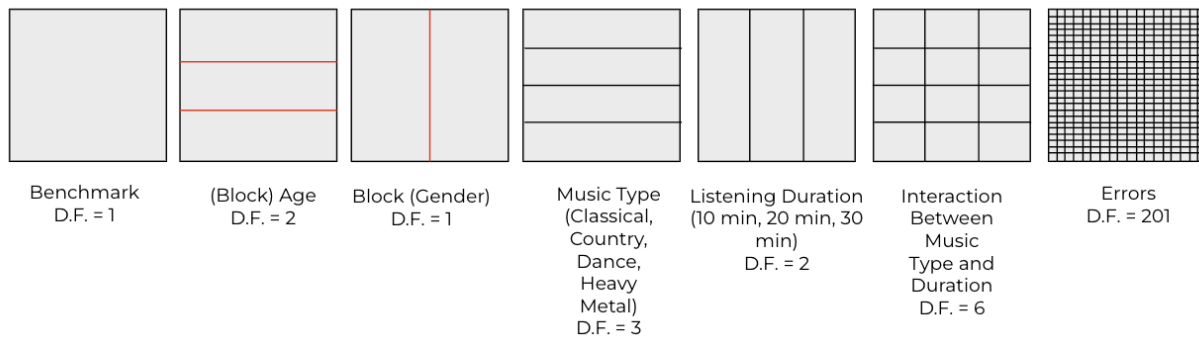 Benchmark
D.F. = 1
(Block) Age
D.F. = 2
Block (Gender)
D.F. = 1
Music Type
(Classical,
Country,
Dance,
Heavy
Metal)
D.F. = 3
Listening Duration
(10 min, 20 min, 30
min)
D.F. = 2
Interaction
Between
Music
Type and
Duration
D.F. = 6
Errors
D.F. = 201